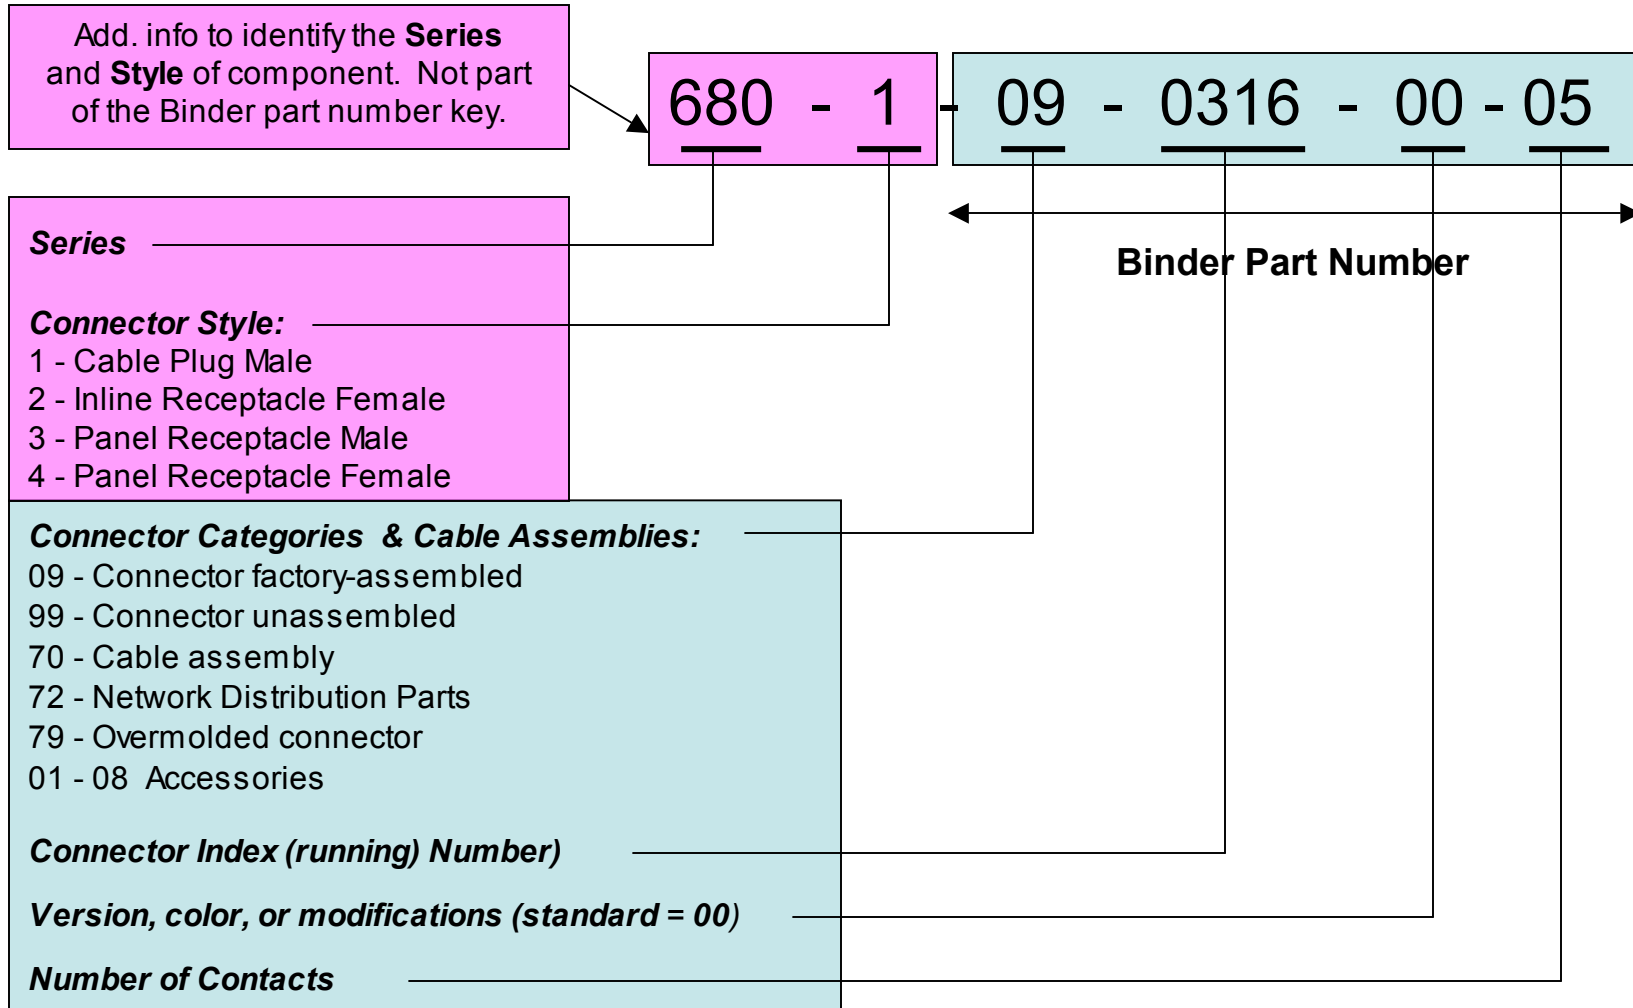 Add. info to identify the Series
and Style of component. Not part
of the Binder part number key.
680 - 1 - 09 - 0316 - 00 - 05
Binder Part Number
Series
Connector Style:
1 - Cable Plug Male
2 - Inline Receptacle Female
3 - Panel Receptacle Male
4 - Panel Receptacle Female
Connector Categories & Cable Assemblies:
09 - Connector factory-assembled
99 - Connector unassembled
70 - Cable assembly
72 - Network Distribution Parts
79 - Overmolded connector
01 - 08 Accessories
Connector Index (running) Number)
Version, color, or modifications (standard = 00)
Number of Contacts